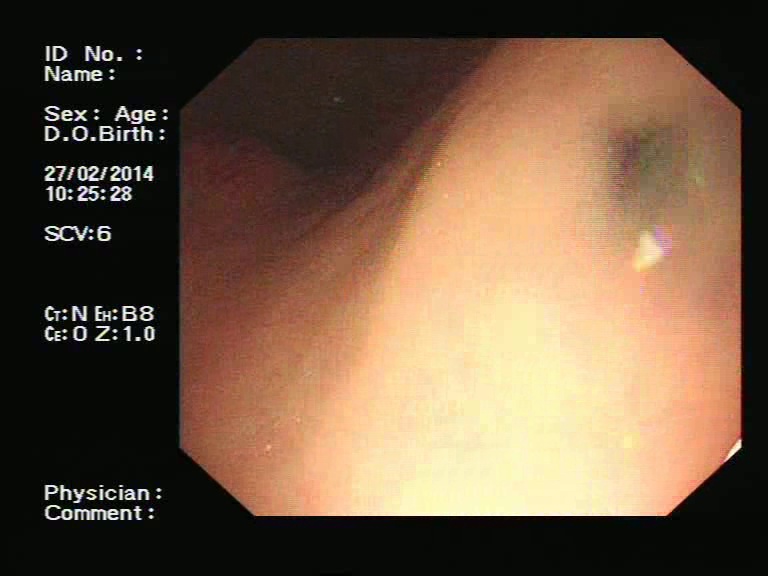 ID No. :
Name:
Sex: Age:
D.O.Birth:
27/02/2014
10:25:28
SCV:6
CT:N EH:B8
CE:0 Z:1.0
Physician:
Comment: